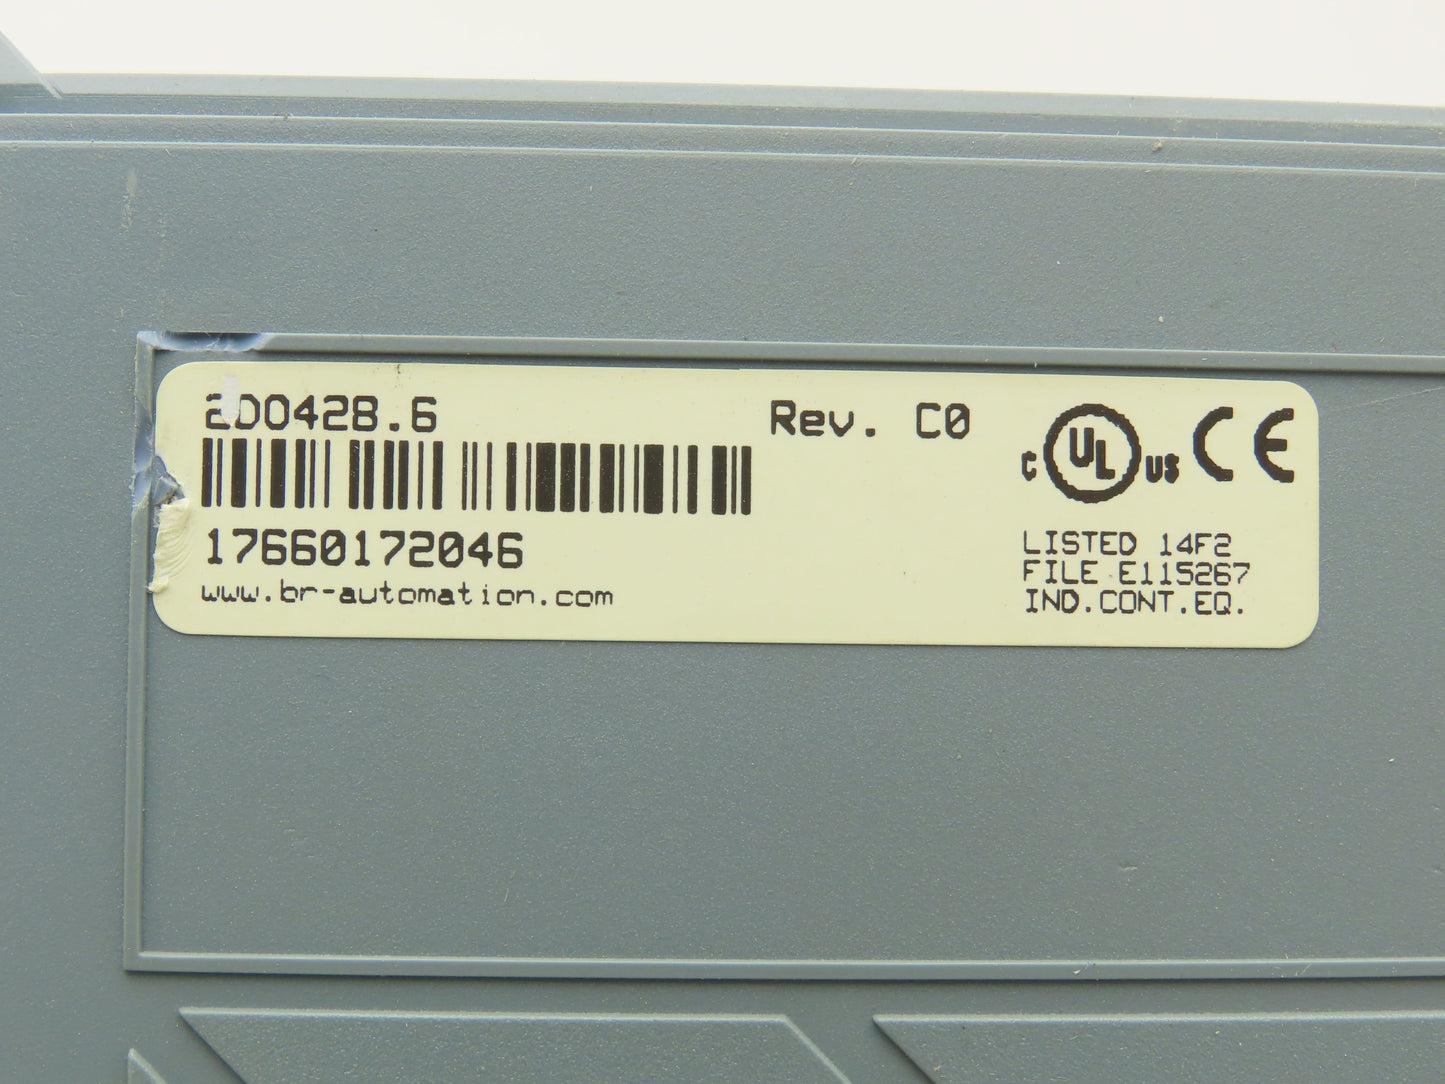 2DO428.6
Rev. C0
17660172046
www.br-automation.com
C UL US CE
LISTED 14F2
FILE E115267
IND.CONT.EQ.